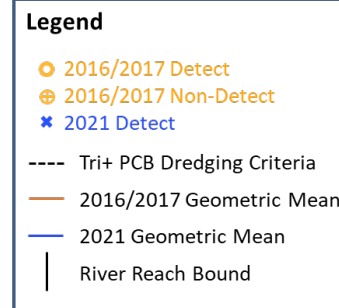 Legend
2016/2017 Detect
2016/2017 Non-Detect
2021 Detect
Tri+ PCB Dredging Criteria
2016/2017 Geometric Mean
2021 Geometric Mean
River Reach Bound